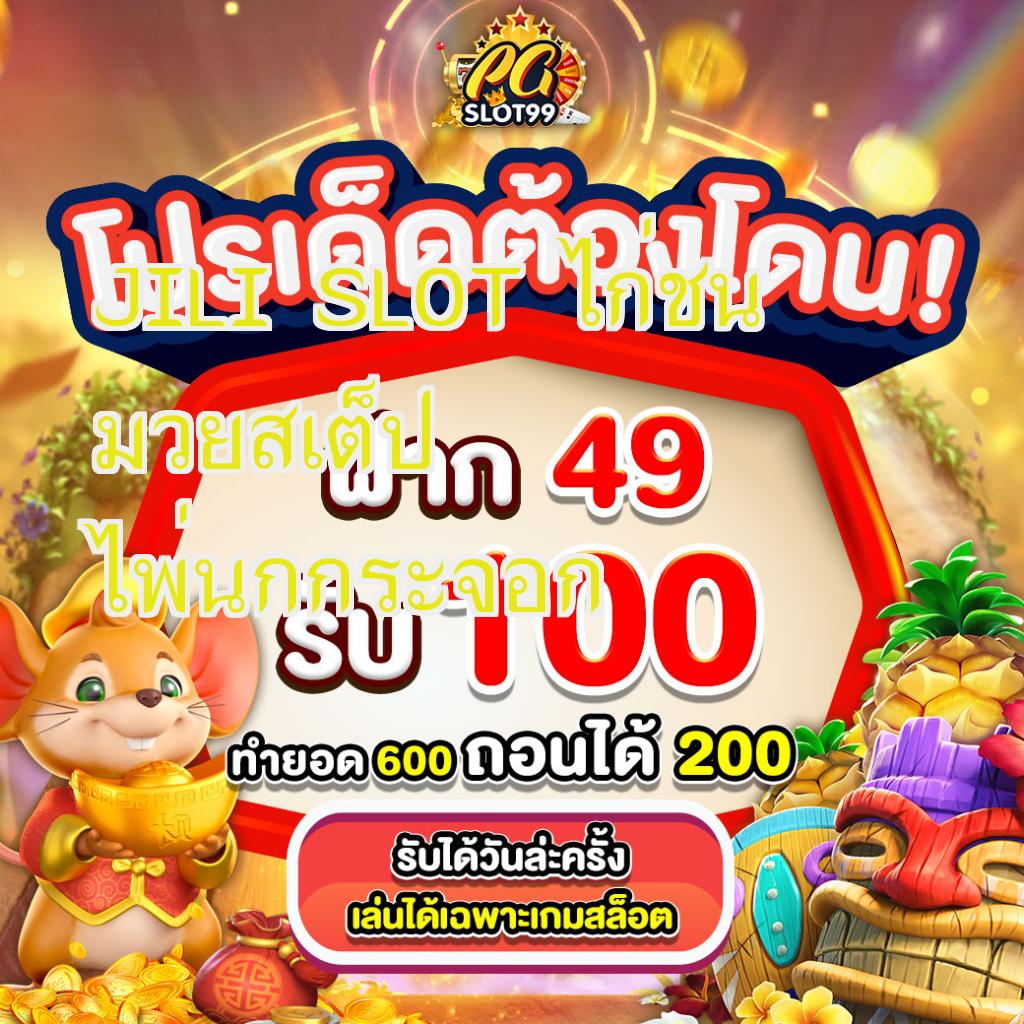 PG
SLOT99
โปรเด็ดต้องโดน!
JILI SLOT ไก่ชน
มวยสเต็ป
ฝาก 49
ไพ่นกกระจอก
รับ 100
ทำยอด 600 ถอนได้ 200
รับได้วันล่ะครั้ง
เล่นได้เฉพาะเกมสล็อต